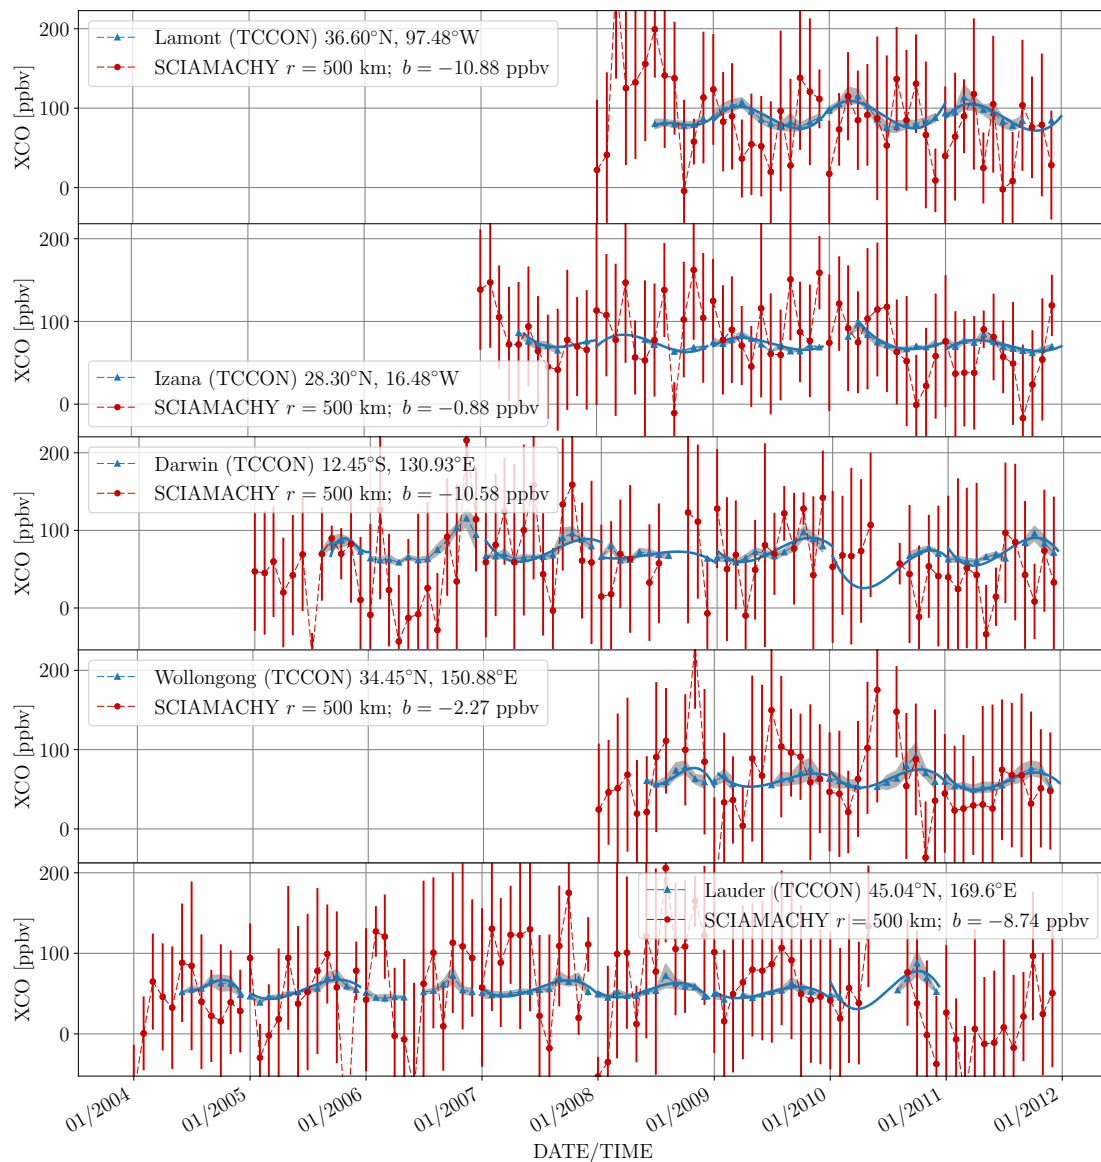 200
100
0
XCO [ppbv]
Lamont (TCCON) 36.60°N, 97.48°W
SCIAMACHY r = 500 km; b = −10.88 ppbv
200
100
0
XCO [ppbv]
Izana (TCCON) 28.30°N, 16.48°W
SCIAMACHY r = 500 km; b = −0.88 ppbv
200
100
0
XCO [ppbv]
Darwin (TCCON) 12.45°S, 130.93°E
SCIAMACHY r = 500 km; b = −10.58 ppbv
200
100
0
XCO [ppbv]
Wollongong (TCCON) 34.45°N, 150.88°E
SCIAMACHY r = 500 km; b = −2.27 ppbv
200
100
0
XCO [ppbv]
Lauder (TCCON) 45.04°N, 169.6°E
SCIAMACHY r = 500 km; b = −8.74 ppbv
01/2004
01/2005
01/2006
01/2007
01/2008
01/2009
01/2010
01/2011
01/2012
DATE/TIME